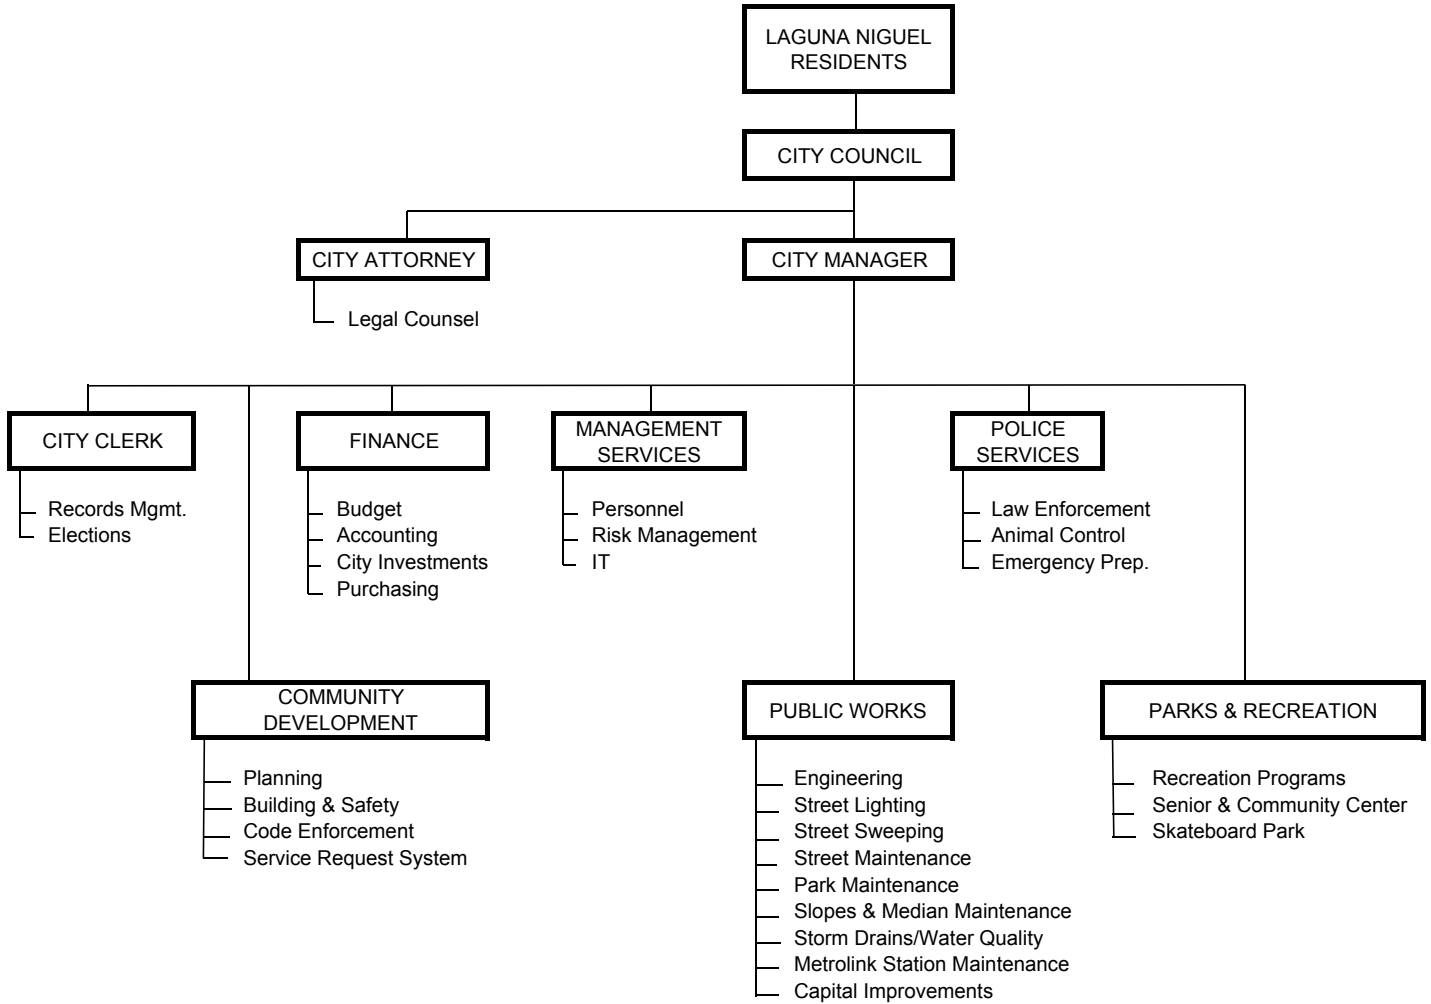 LAGUNA NIGUEL
RESIDENTS
CITY COUNCIL
CITY ATTORNEY
CITY MANAGER
Legal Counsel
CITY CLERK
Records Mgmt.
Elections
FINANCE
Budget
Accounting
City Investments
Purchasing
MANAGEMENT
SERVICES
Personnel
Risk Management
IT
POLICE
SERVICES
Law Enforcement
Animal Control
Emergency Prep.
COMMUNITY
DEVELOPMENT
Planning
Building & Safety
Code Enforcement
Service Request System
PUBLIC WORKS
Engineering
Street Lighting
Street Sweeping
Street Maintenance
Park Maintenance
Slopes & Median Maintenance
Storm Drains/Water Quality
Metrolink Station Maintenance
Capital Improvements
PARKS & RECREATION
Recreation Programs
Senior & Community Center
Skateboard Park